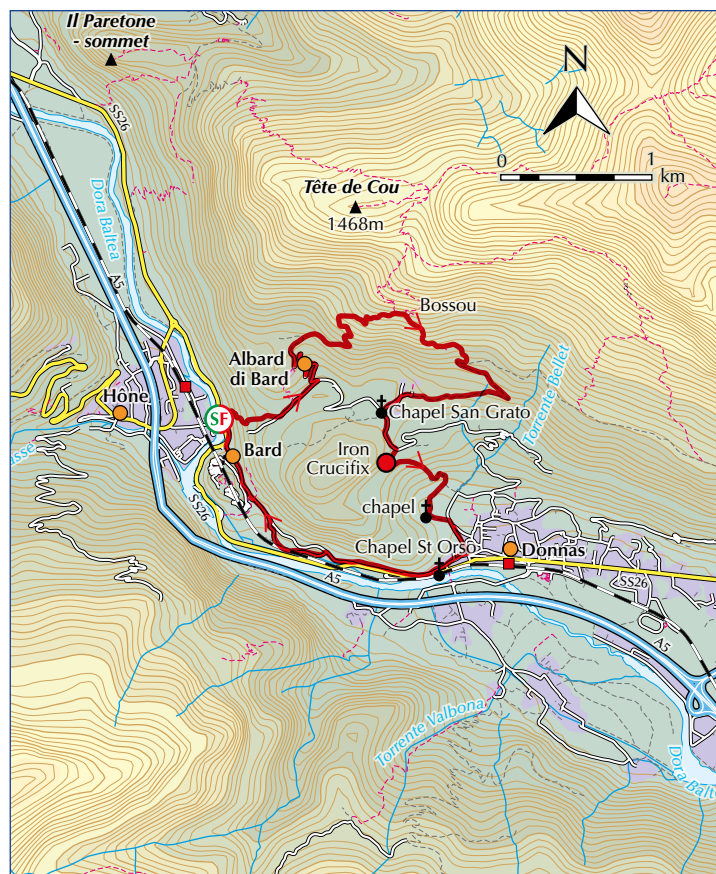 Il Paretone
- sommet
N
SS26
0 1
km
Tête de Cou
1468m
Dora Baltea
A5
Bossou
Albard
di Bard
Torrente Bellet
Hône
SF
Chapel San Grato
Bard
Iron
Crucifix
SS26
chapel
Chapel St Orso
Donnas
A5
SS26
A5
Torrente Valbona